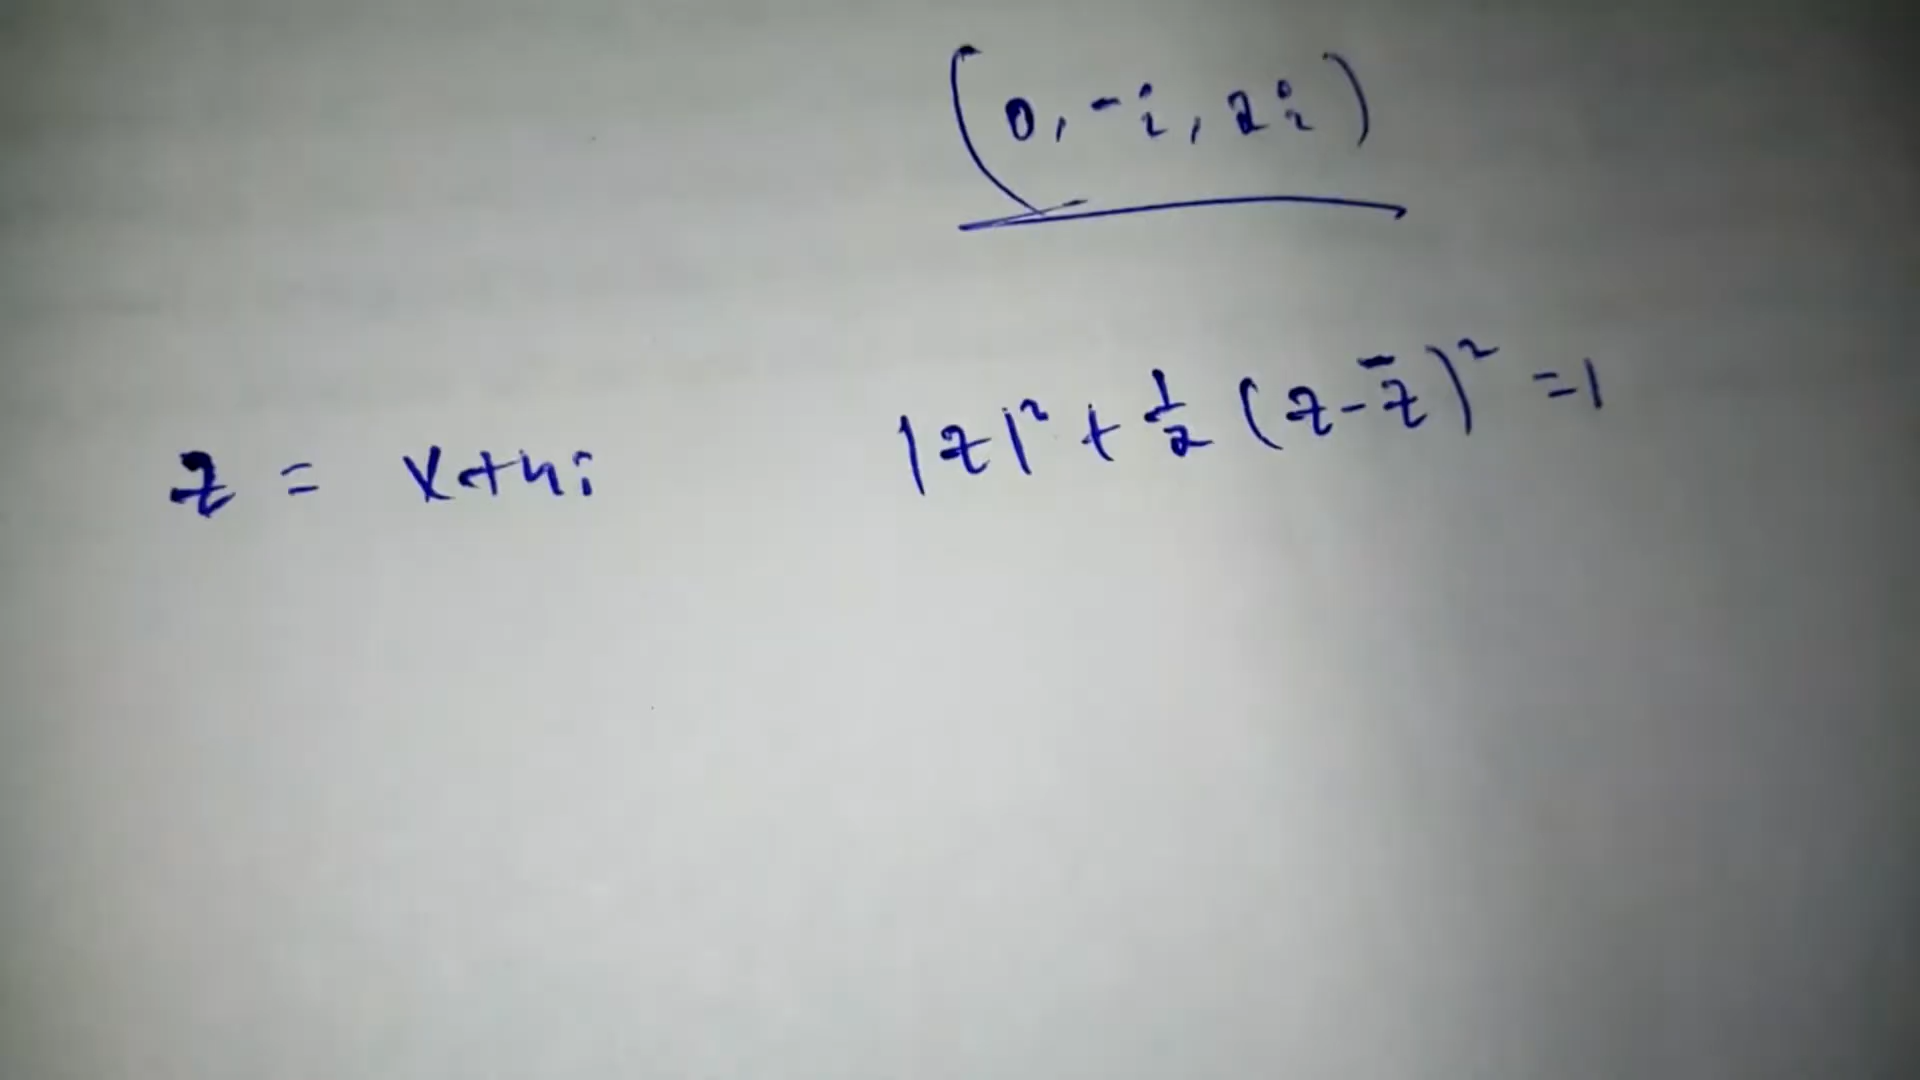 (0, -i, 2i)
z = x+yi
|z|² + 1/2 (z - z̄)² = 1